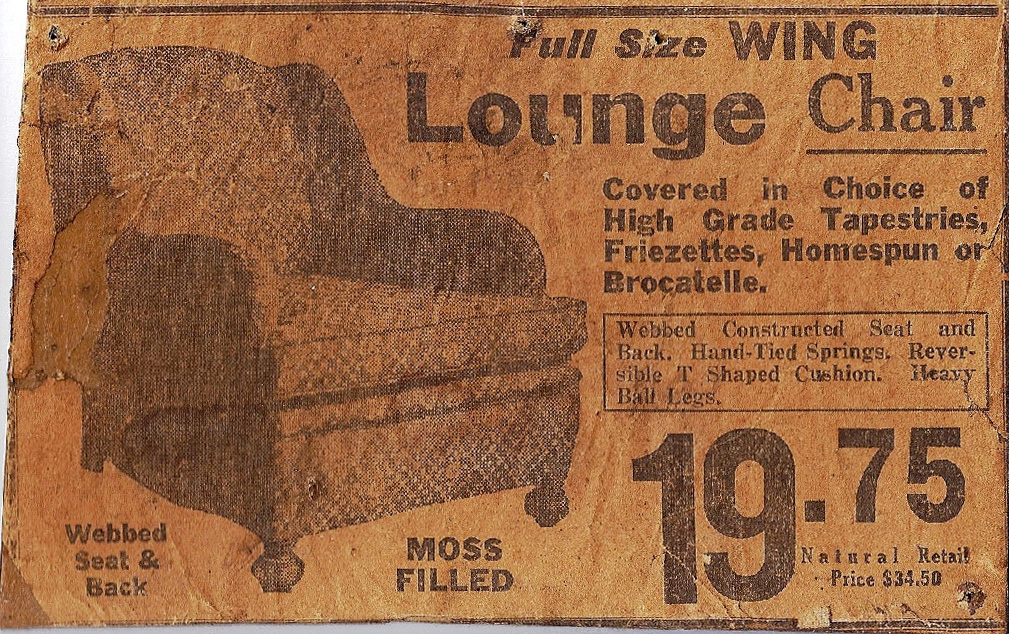 Full Size WING
Lounge Chair
Covered in Choice of
High Grade Tapestries,
Friezettes, Homespun or
Brocatelle.
Webbed Constructed Seat and
Back. Hand-Tied Springs. Rever-
sible T Shaped Cushion. Heavy
Ball Legs.
19.75
Natural Retail
Price $34.50
Webbed
Seat &
Back
MOSS
FILLED